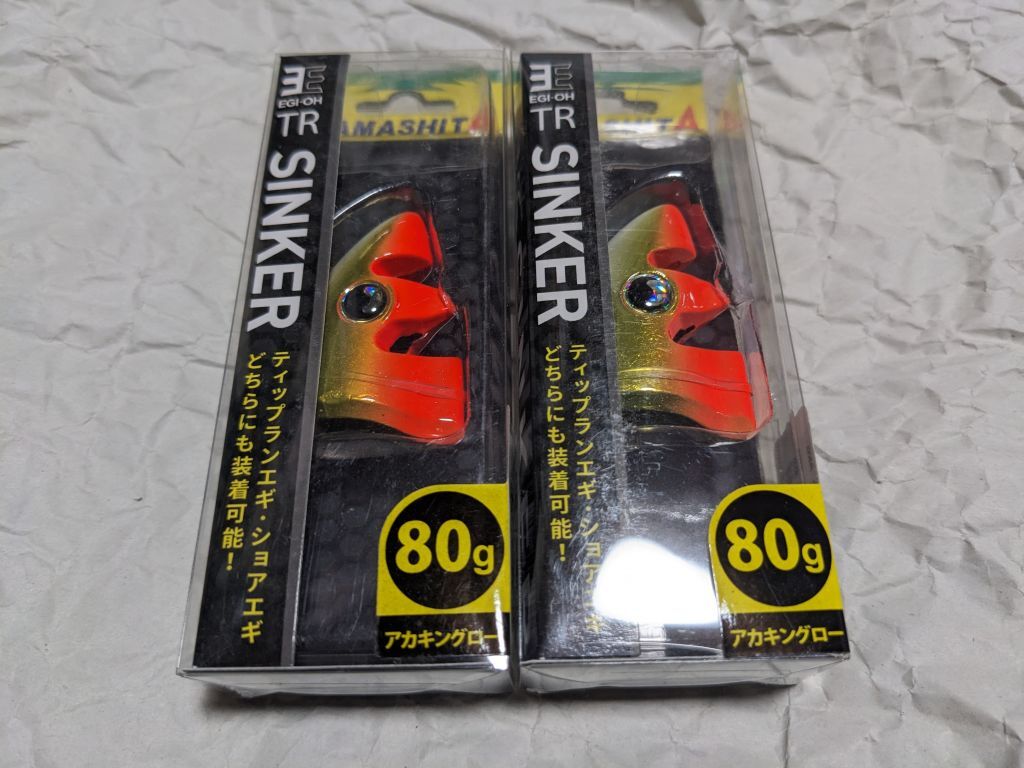 EGI-OH
TR
SINKER
ティップランエギ・ショアエギ
どちらにも装着可能！
AMASHIT
80g
アカキングロー
EGI-OH
TR
SINKER
ティップランエギ・ショアエギ
どちらにも装着可能！
80g
アカキングロー